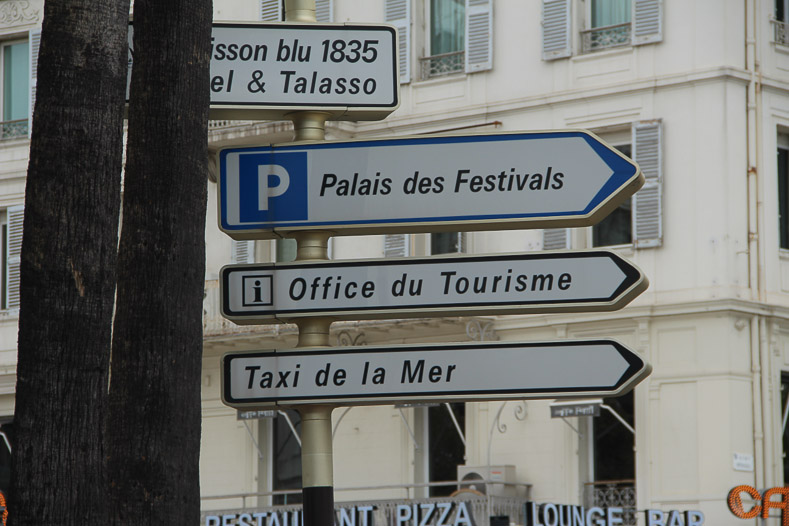 isson blu 1835
el & Talasso
P Palais des Festivals
i Office du Tourisme
Taxi de la Mer
RESTAURANT PIZZA LOUNGE BAR CA